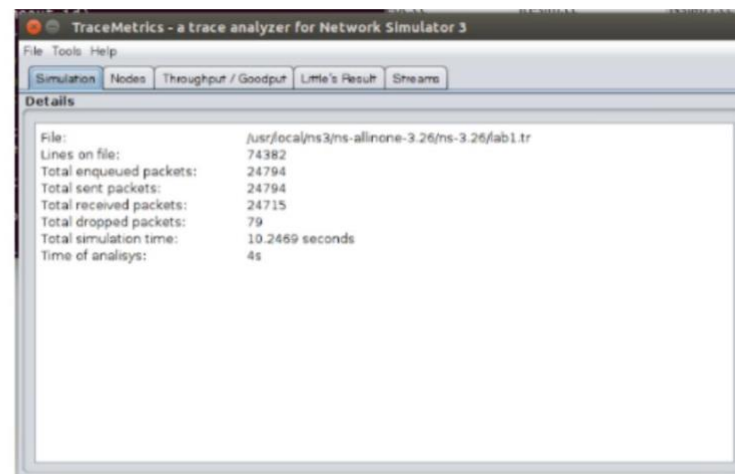 TraceMetrics - a trace analyzer for Network Simulator 3
File Tools Help
Simulation Nodes Throughput / Goodput Little's Result Streams
Details
File: /usr/local/ns3/ns-allinone-3.26/ns-3.26/lab1.tr
Lines on file: 74382
Total enqueued packets: 24794
Total sent packets: 24794
Total received packets: 24715
Total dropped packets: 79
Total simulation time: 10.2469 seconds
Time of analisys: 4s